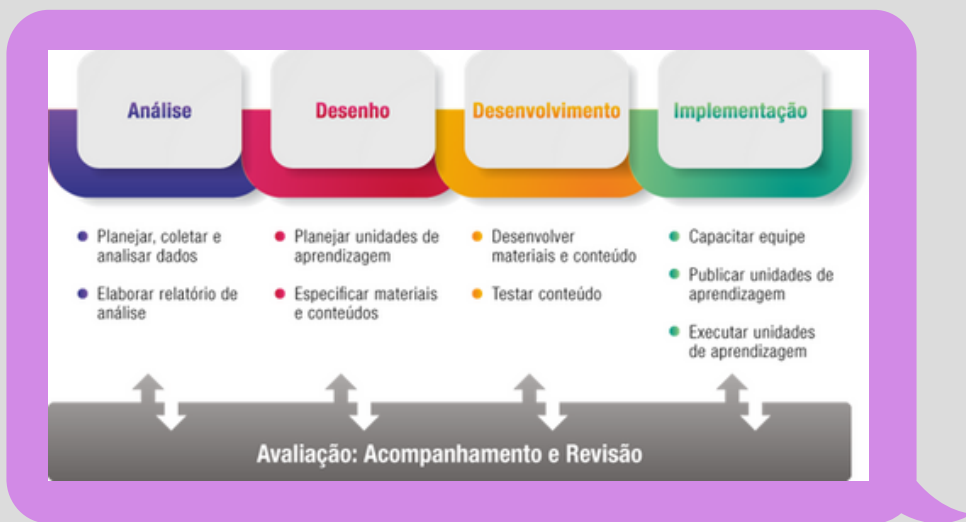 Análise
Desenho
Desenvolvimento
Implementação
Planejar, coletar e
analisar dados
Elaborar relatório de
análise
Planejar unidades de
aprendizagem
Especificar materiais
e conteúdos
Desenvolver
materiais e conteúdo
Testar conteúdo
Capacitar equipe
Publicar unidades de
aprendizagem
Executar unidades
de aprendizagem
Avaliação: Acompanhamento e Revisão